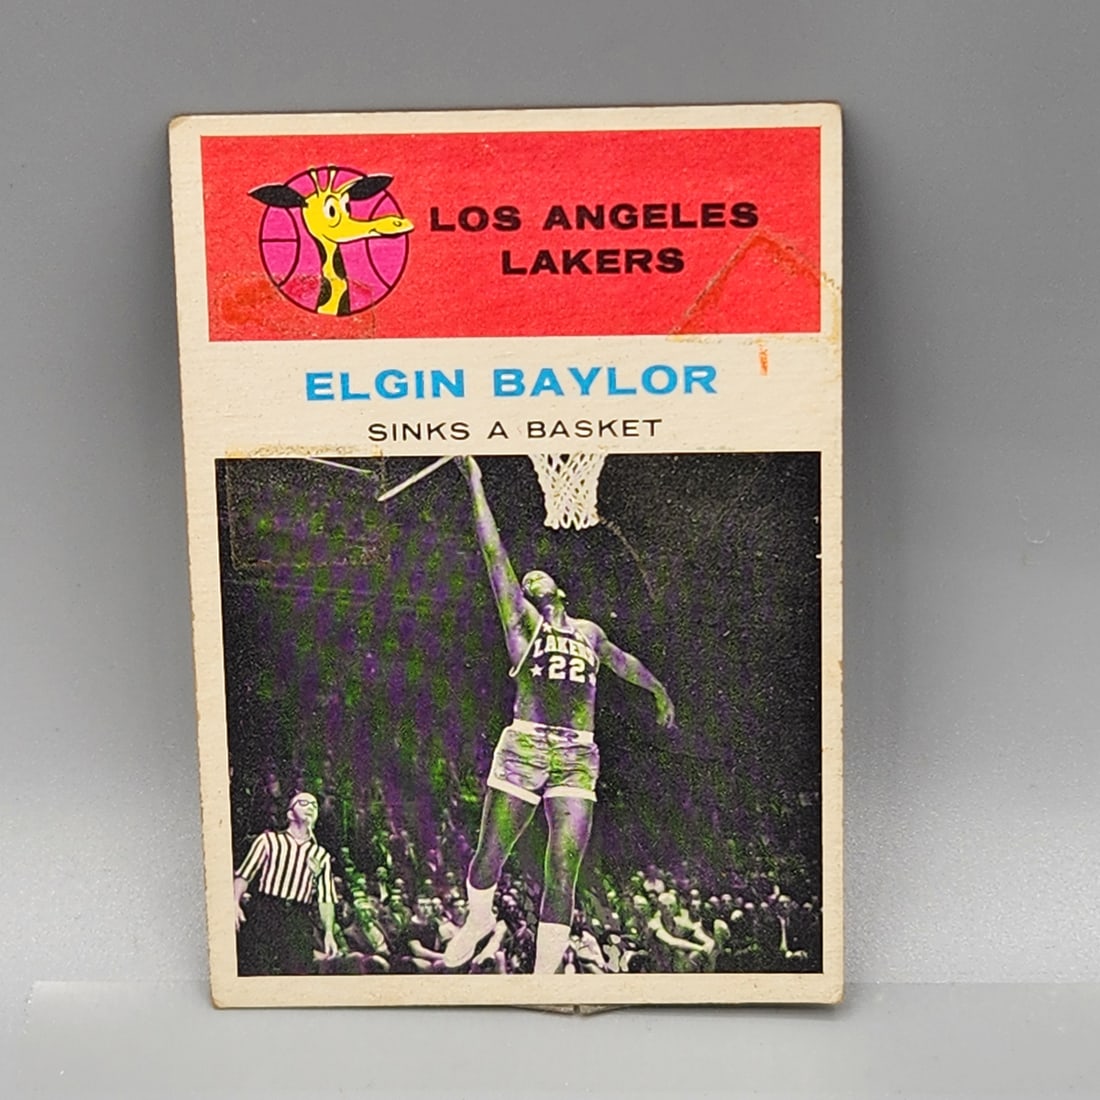 LOS ANGELES
LAKERS
ELGIN BAYLOR
SINKS A BASKET
LAKERS
22